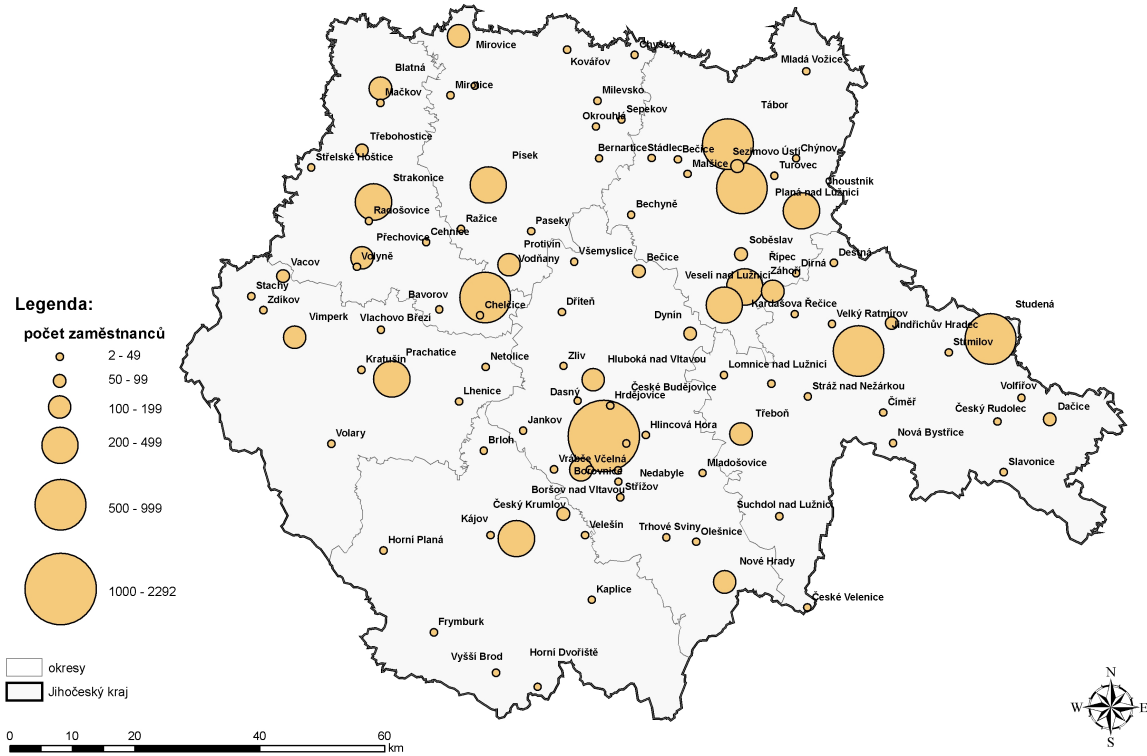 Mirovice
Chyšky
Kovářov
Mladá Vožice
Blatná
Mačkov
Mirotice
Milevsko
Sepekov
Okrouhlá
Tábor
Třebohostice
Střelské Hoštice
Písek
Bernartice
Stádlec
Bečice
Malšice
Sezimovo Ústí
Chýnov
Turovec
Choustník
Planá nad Lužnicí
Strakonice
Radošovice
Ražice
Cehnice
Přechovice
Paseky
Bechyně
Protivín
Vodňany
Všemyslice
Bečice
Soběslav
Řípec
Dírná
Deštná
Záhoří
Veselí nad Lužnicí
Kardašova Řečice
Volyně
Vacov
Stachy
Zdíkov
Bavorov
Chelčice
Dříteň
Dynín
Velký Ratmírov
Jindřichův Hradec
Studená
Strmilov
Legenda:
počet zaměstnanců
2 - 49
50 - 99
100 - 199
200 - 499
500 - 999
1000 - 2292
Vimperk
Vlachovo Březí
Prachatice
Kratušín
Netolice
Lhenice
Zliv
Hluboká nad Vltavou
Lomnice nad Lužnicí
Stráž nad Nežárkou
Volfířov
Dačice
Číměř
Český Rudolec
Nová Bystřice
Slavonice
Dasný
České Budějovice
Hrdějovice
Třeboň
Jankov
Hlincová Hora
Volary
Brloh
Vrábče
Včelná
Borovnice
Nedabyle
Mladošovice
Boršov nad Vltavou
Střížov
Suchdol nad Lužnicí
Český Krumlov
Kájov
Velešín
Trhové Sviny
Olešnice
Horní Planá
Nové Hrady
Kaplice
České Velenice
Frymburk
Vyšší Brod
Horní Dvořiště
okresy
Jihočeský kraj
0
10
20
40
60
km
N
W
E
S